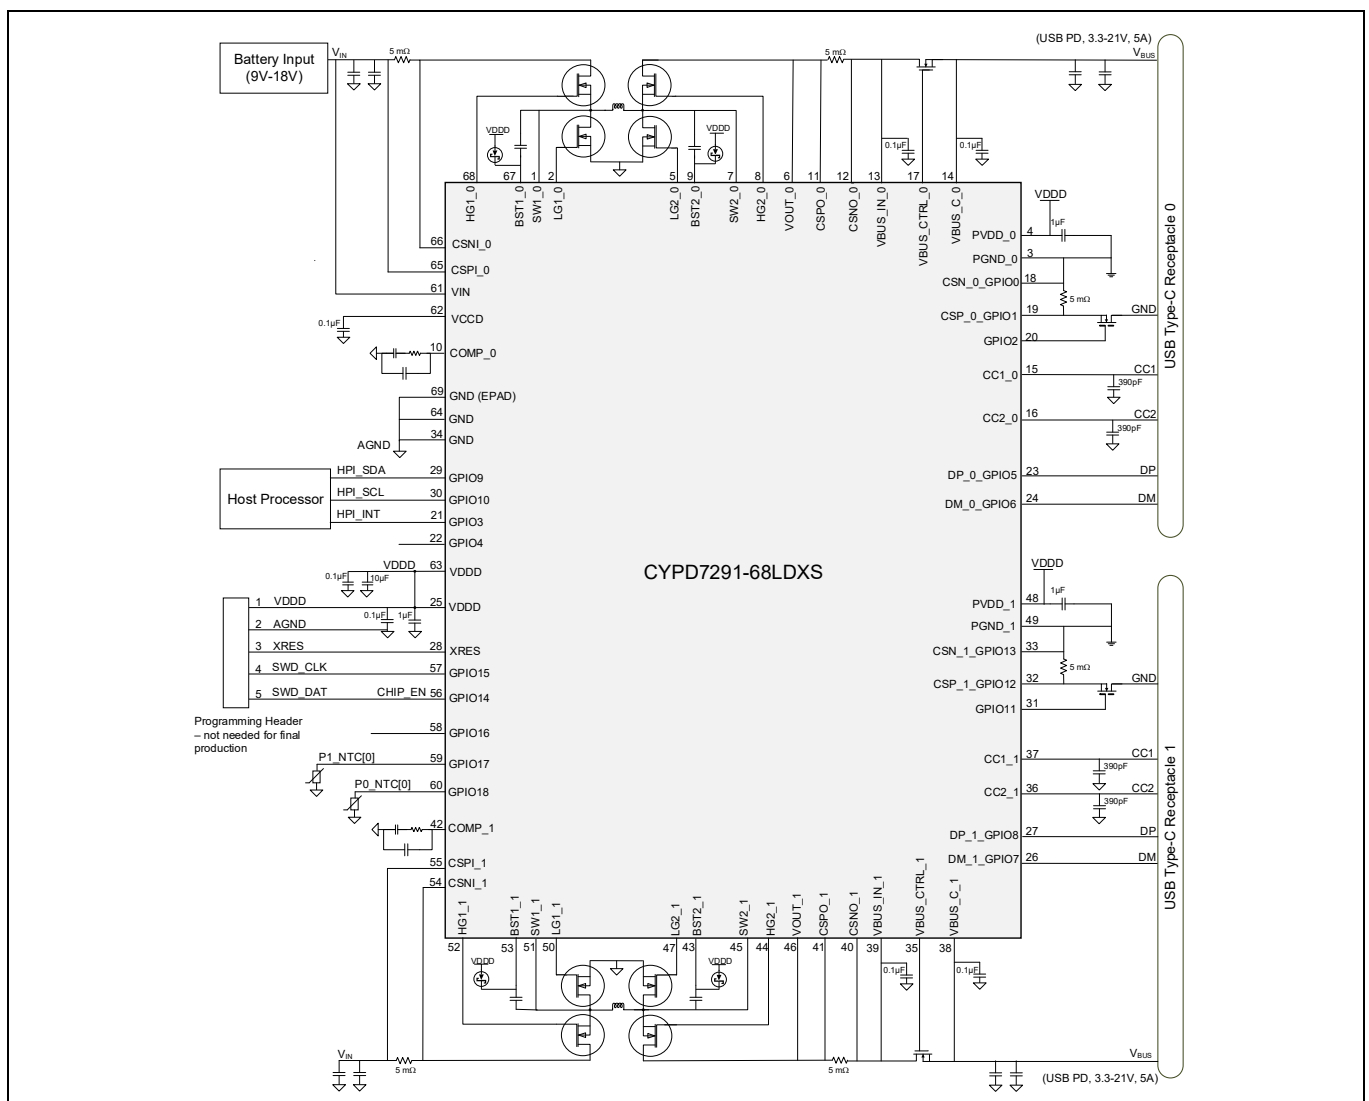 (USB PD, 3.3-21V, 5A)
Battery Input
(9V-18V)
VIN
5 mΩ
5 mΩ
VBUS
VDDD
VDDD
0.1µF
0.1µF
68
67
1
2
5
9
7
8
6
11
12
13
17
14
HG1_0
BST1_0
SW1_0
LG1_0
LG2_0
BST2_0
SW2_0
HG2_0
VOUT_0
CSPO_0
CSNO_0
VBUS_IN_0
VBUS_CTRL_0
VBUS_C_0
66
CSNI_0
65
CSPI_0
61
VIN
62
VCCD
0.1µF
10
COMP_0
69
GND (EPAD)
64
GND
34
GND
AGND
Host Processor
HPI_SDA
29
GPIO9
HPI_SCL
30
GPIO10
HPI_INT
21
GPIO3
22
GPIO4
VDDD
63
VDDD
0.1µF
10µF
1
VDDD
25
VDDD
0.1µF
1µF
2
AGND
3
XRES
28
XRES
4
SWD_CLK
57
GPIO15
5
SWD_DAT
CHIP_EN
56
GPIO14
Programming Header
– not needed for final
production
58
GPIO16
P1_NTC[0]
59
GPIO17
P0_NTC[0]
60
GPIO18
42
COMP_1
55
CSPI_1
54
CSNI_1
CYPD7291-68LDXS
VDDD
1µF
PVDD_0
4
PGND_0
3
CSN_0_GPIO0
18
5 mΩ
CSP_0_GPIO1
19
GND
GPIO2
20
CC1_0
15
CC1
390pF
CC2_0
16
CC2
390pF
DP_0_GPIO5
23
DP
DM_0_GPIO6
24
DM
USB Type-C Receptacle 0
VDDD
1µF
PVDD_1
48
PGND_1
49
CSN_1_GPIO13
33
5 mΩ
CSP_1_GPIO12
32
GND
GPIO11
31
CC1_1
37
CC1
390pF
CC2_1
36
CC2
390pF
DP_1_GPIO8
27
DP
DM_1_GPIO7
26
DM
USB Type-C Receptacle 1
HG1_1
BST1_1
SW1_1
LG1_1
LG2_1
BST2_1
SW2_1
HG2_1
VOUT_1
CSPO_1
CSNO_1
VBUS_IN_1
VBUS_CTRL_1
VBUS_C_1
52
53
51
50
47
43
45
44
46
41
40
39
35
38
VDDD
VDDD
0.1µF
0.1µF
VIN
5 mΩ
5 mΩ
VBUS
(USB PD, 3.3-21V, 5A)